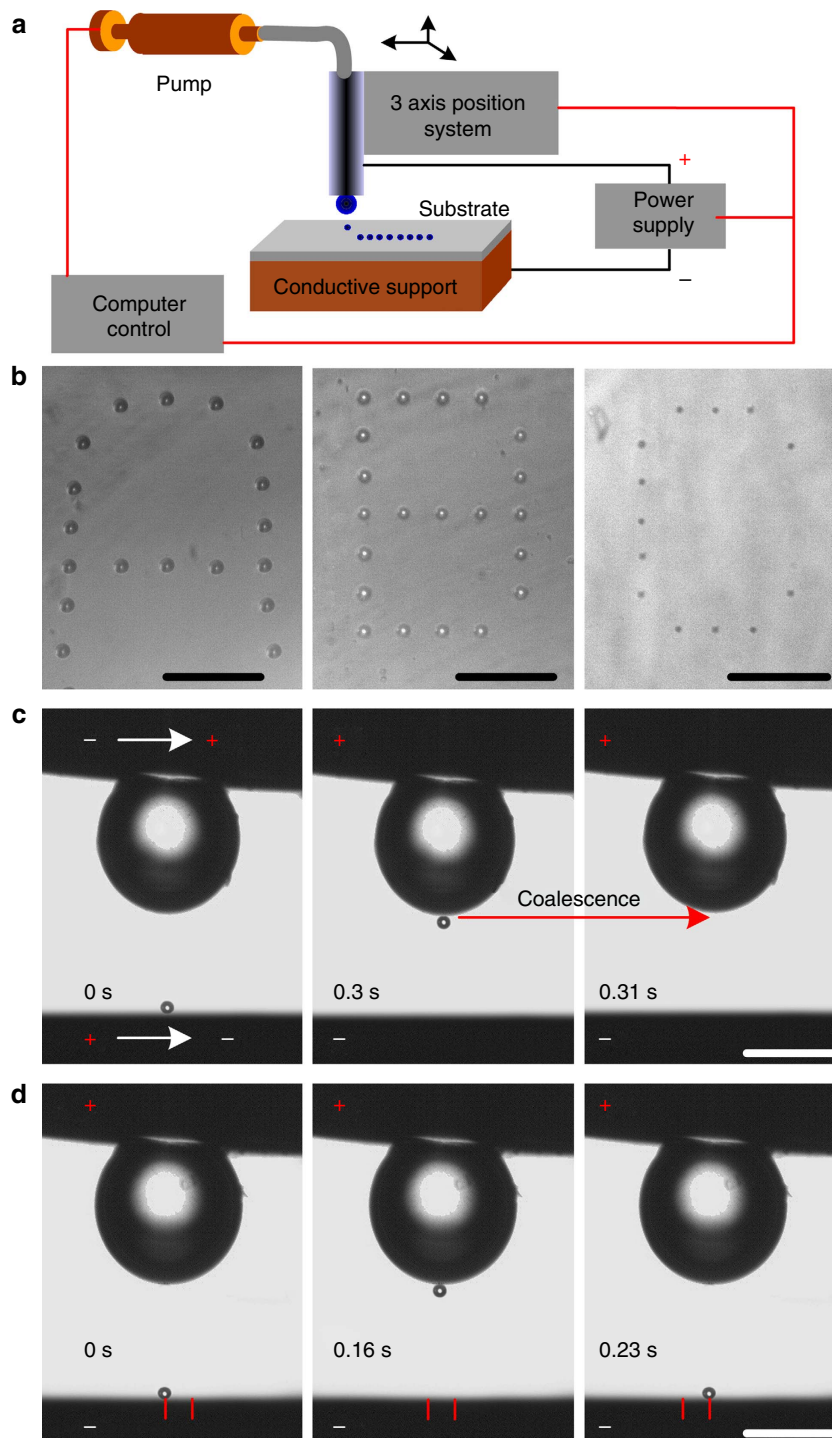 a
Pump
3 axis position
system
+
Substrate
Power
supply
Conductive support
–
Computer
control
b
c
– +
+
+
Coalescence
0 s
0.3 s
0.31 s
+ –
–
–
d
+
+
+
0 s
0.16 s
0.23 s
–
–
–